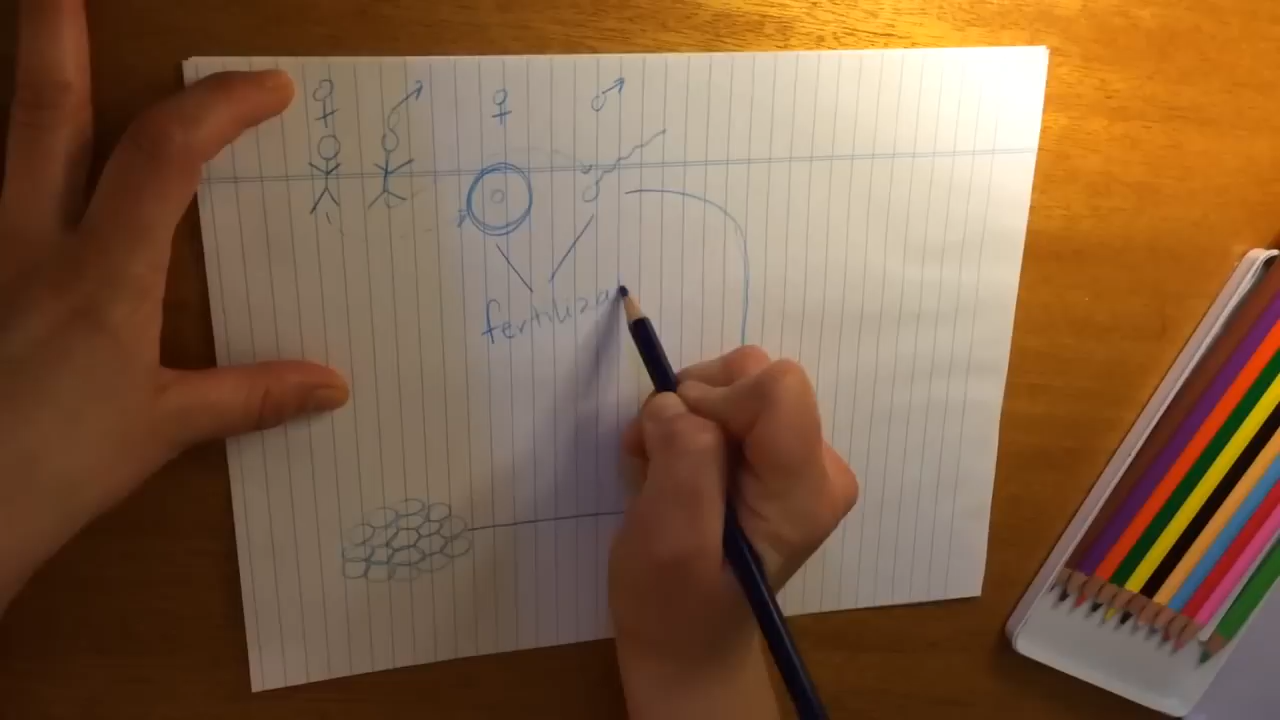 ♀ ♂ ♀ ♂
fertiliza